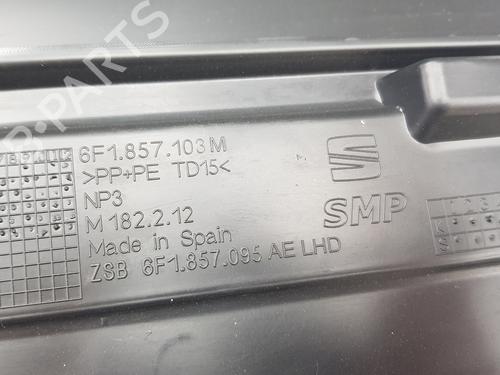 6F1.857.103M
>PP+PE TD15<
NP3
M 182.2.12
Made in Spain
ZSB 6F1.857.095 AE LHD
SMP